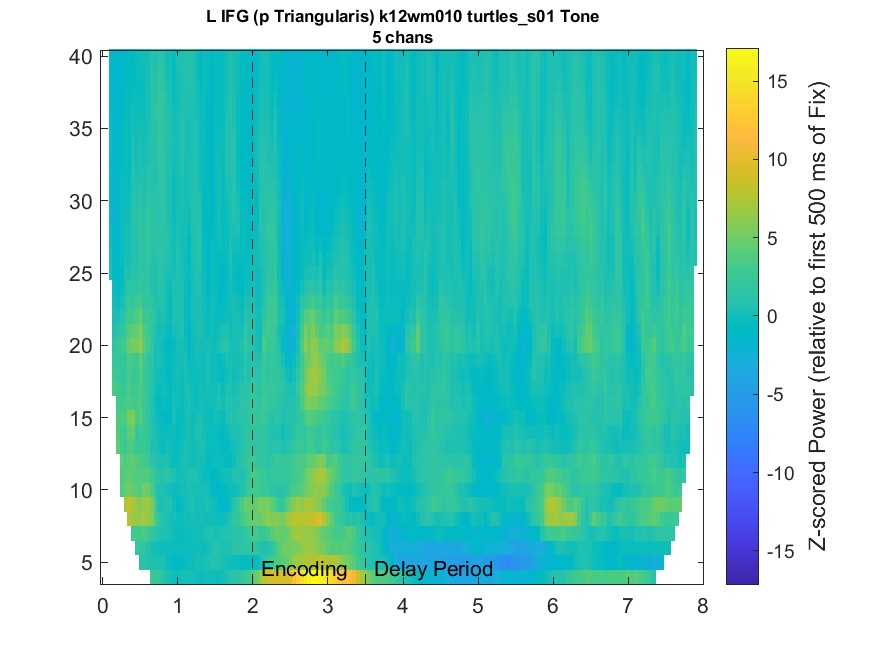 L IFG (p Triangularis) k12wm010 turtles_s01 Tone
5 chans
40
35
30
25
20
15
10
5
Encoding
Delay Period
0 1 2 3 4 5 6 7 8
15
10
5
0
-5
-10
-15
Z-scored Power (relative to first 500 ms of Fix)